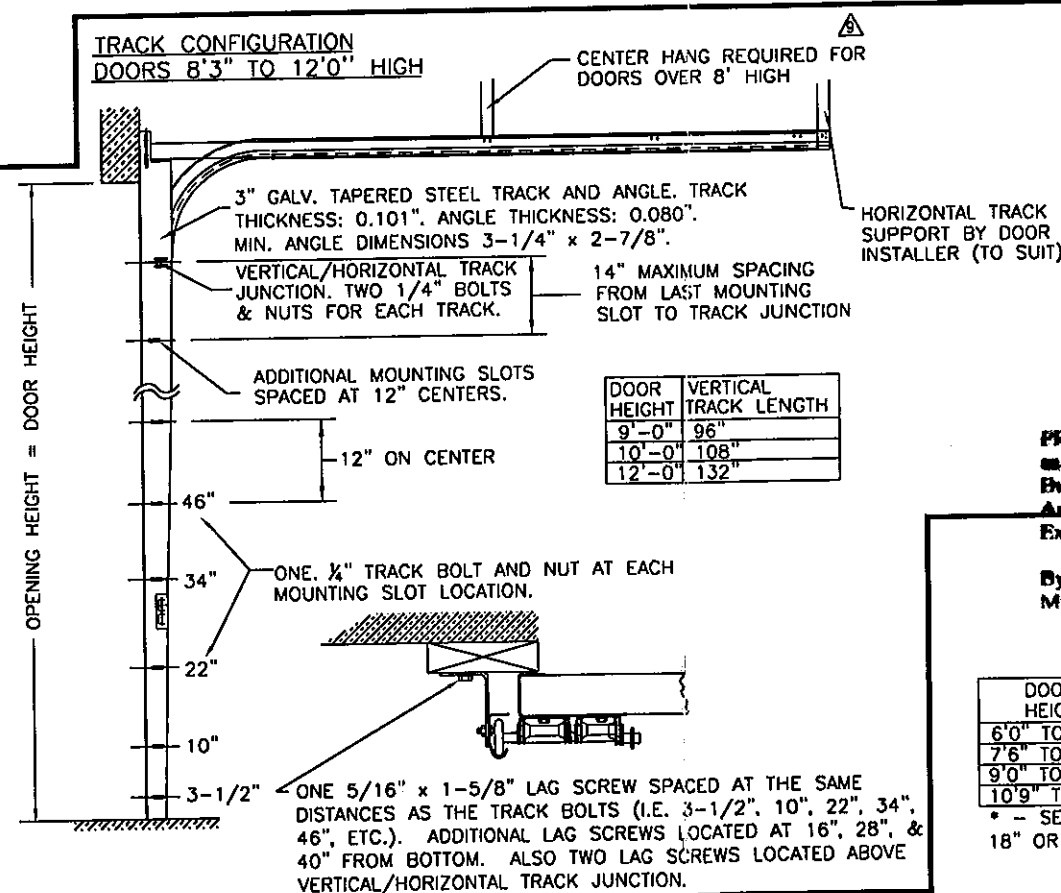 TRACK CONFIGURATION
DOORS 8'3" TO 12'0" HIGH
9
CENTER HANG REQUIRED FOR
DOORS OVER 8' HIGH
3" GALV. TAPERED STEEL TRACK AND ANGLE. TRACK
THICKNESS: 0.101". ANGLE THICKNESS: 0.080".
MIN. ANGLE DIMENSIONS 3-1/4" x 2-7/8".
HORIZONTAL TRACK
SUPPORT BY DOOR
INSTALLER (TO SUIT)
VERTICAL/HORIZONTAL TRACK
JUNCTION. TWO 1/4" BOLTS
& NUTS FOR EACH TRACK.
14" MAXIMUM SPACING
FROM LAST MOUNTING
SLOT TO TRACK JUNCTION
OPENING HEIGHT = DOOR HEIGHT
ADDITIONAL MOUNTING SLOTS
SPACED AT 12" CENTERS.
DOOR HEIGHT VERTICAL TRACK LENGTH
9'-0" 96"
10'-0" 108"
12'-0" 132"
12" ON CENTER
46"
34"
22"
10"
3-1/2"
ONE. ¼" TRACK BOLT AND NUT AT EACH
MOUNTING SLOT LOCATION.
ONE 5/16" x 1-5/8" LAG SCREW SPACED AT THE SAME
DISTANCES AS THE TRACK BOLTS (I.E. 3-1/2", 10", 22", 34",
46", ETC.). ADDITIONAL LAG SCREWS LOCATED AT 16", 28", &
40" FROM BOTTOM. ALSO TWO LAG SCREWS LOCATED ABOVE
VERTICAL/HORIZONTAL TRACK JUNCTION.
Ex
By
M
DOO
HEIG
6'0" TO
7'6" TO
9'0" TO
10'9" T
* - SE
18" OR